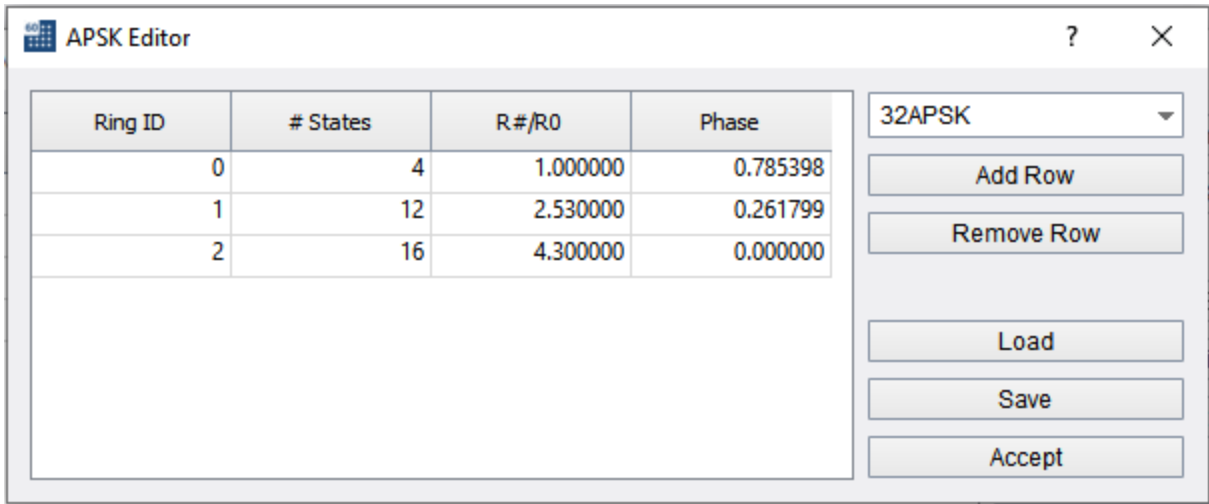 60 APSK Editor ?
Ring ID # States R#/R0 Phase
0 4 1.000000 0.785398
1 12 2.530000 0.261799
2 16 4.300000 0.000000
32APSK
Add Row
Remove Row
Load
Save
Accept